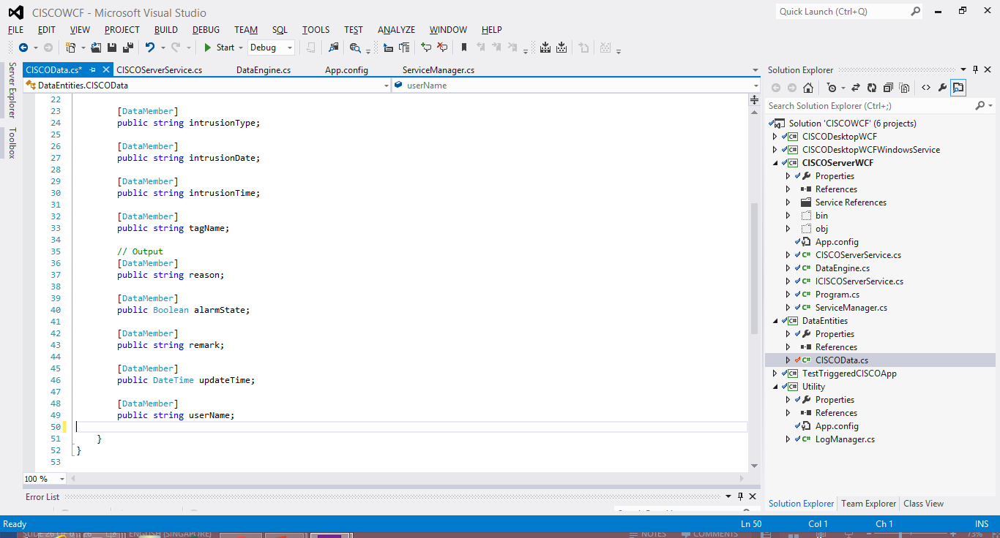 CISCOWCF - Microsoft Visual Studio
Quick Launch (Ctrl+Q)
FILE EDIT VIEW PROJECT BUILD DEBUG TEAM SQL TOOLS TEST ANALYZE WINDOW HELP
Start Debug
Server Explorer
Toolbox
CISCOData.cs* CISCOServerService.cs DataEngine.cs App.config ServiceManager.cs
DataEntities.CISCOData userName
22
23 [DataMember]
24 public string intrusionType;
25
26 [DataMember]
27 public string intrusionDate;
28
29 [DataMember]
30 public string intrusionTime;
31
32 [DataMember]
33 public string tagName;
34
35 // Output
36 [DataMember]
37 public string reason;
38
39 [DataMember]
40 public Boolean alarmState;
41
42 [DataMember]
43 public string remark;
44
45 [DataMember]
46 public DateTime updateTime;
47
48 [DataMember]
49 public string userName;
50
51 }
52 }
53
100 %
Error List
Solution Explorer
Search Solution Explorer (Ctrl+;)
Solution 'CISCOWCF' (6 projects)
C# CISCODesktopWCF
C# CISCODesktopWCFWindowsService
C# CISCOServerWCF
Properties
References
Service References
bin
obj
App.config
C# CISCOServerService.cs
C# DataEngine.cs
C# ICISCOServerService.cs
C# Program.cs
C# ServiceManager.cs
C# DataEntities
Properties
References
C# CISCOData.cs
C# TestTriggeredCISCOApp
C# Utility
Properties
References
App.config
C# LogManager.cs
Solution Explorer Team Explorer Class View
Ready Ln 50 Col 1 Ch 1 INS
ENGLISH (SINGAPORE) NOTES COMMENTS 73%